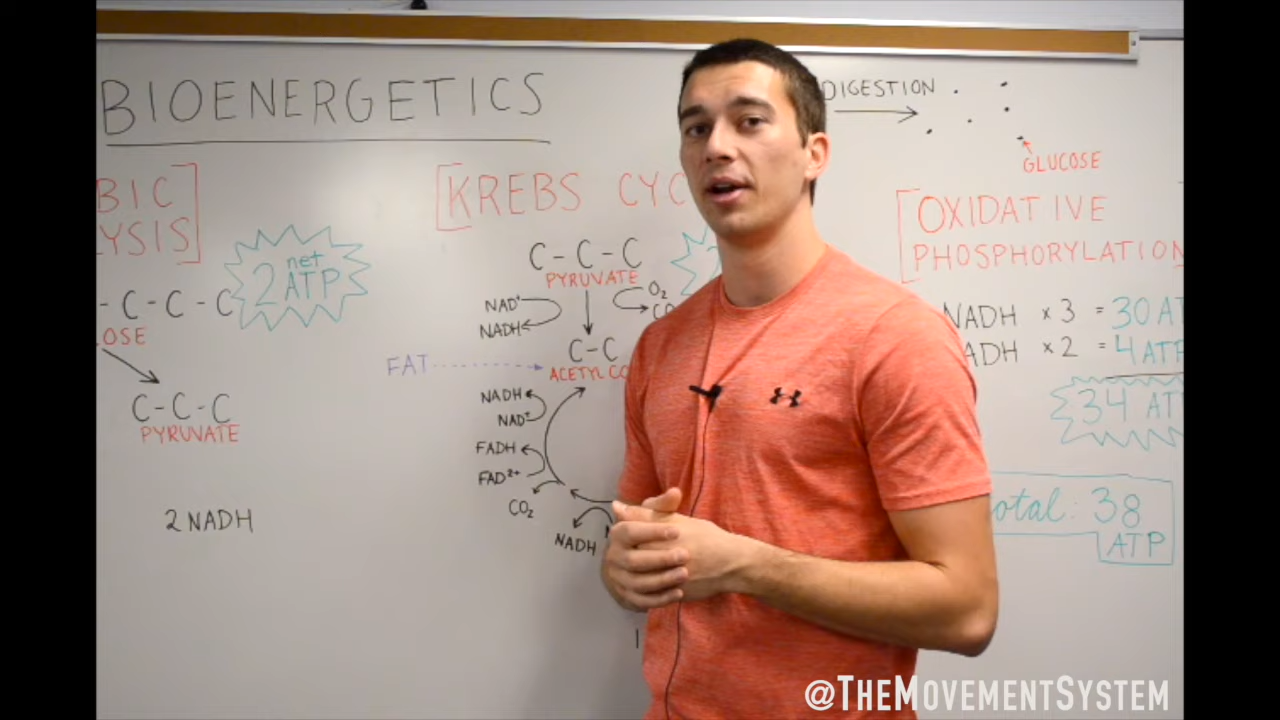 BIOENERGETICS
DIGESTION
GLUCOSE
BIC
LYSIS
2 net ATP
C - C - C
OSE
C - C - C
PYRUVATE
2 NADH
KREBS CYC
C - C - C
PYRUVATE
NAD+
NADH
O2
CO
C - C
FAT
ACETYL CO
NADH
NAD+
FADH
FAD2+
CO2
NADH
OXIDATIVE
PHOSPHORYLATION
NADH x 3 = 30 AT
ADH x 2 = 4 ATP
34 AT
otal: 38
ATP
@THEMOVEMENTSYSTEM